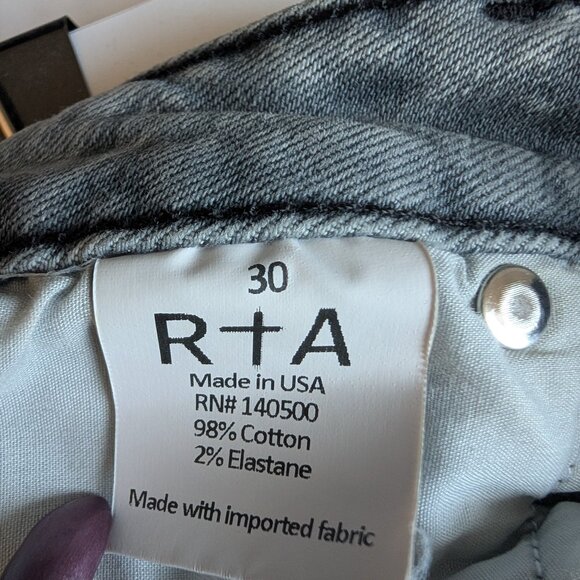 30
R†A
Made in USA
RN# 140500
98% Cotton
2% Elastane
Made with imported fabric